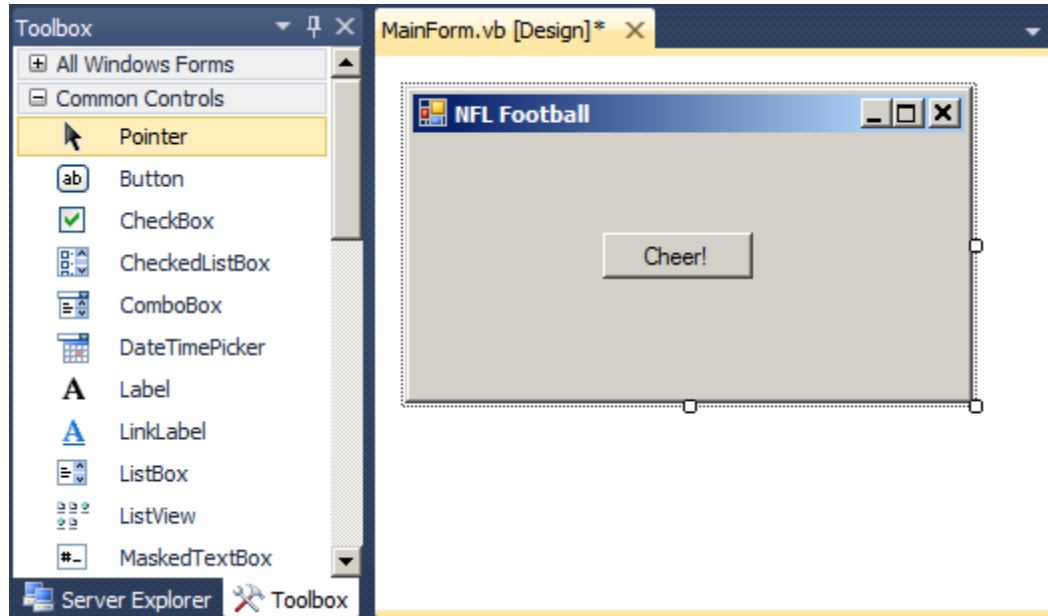 Toolbox
All Windows Forms
Common Controls
Pointer
ab Button
CheckBox
CheckedListBox
ComboBox
DateTimePicker
A Label
A LinkLabel
ListBox
ListView
#_ MaskedTextBox
Server Explorer Toolbox
MainForm.vb [Design]*
NFL Football
Cheer!